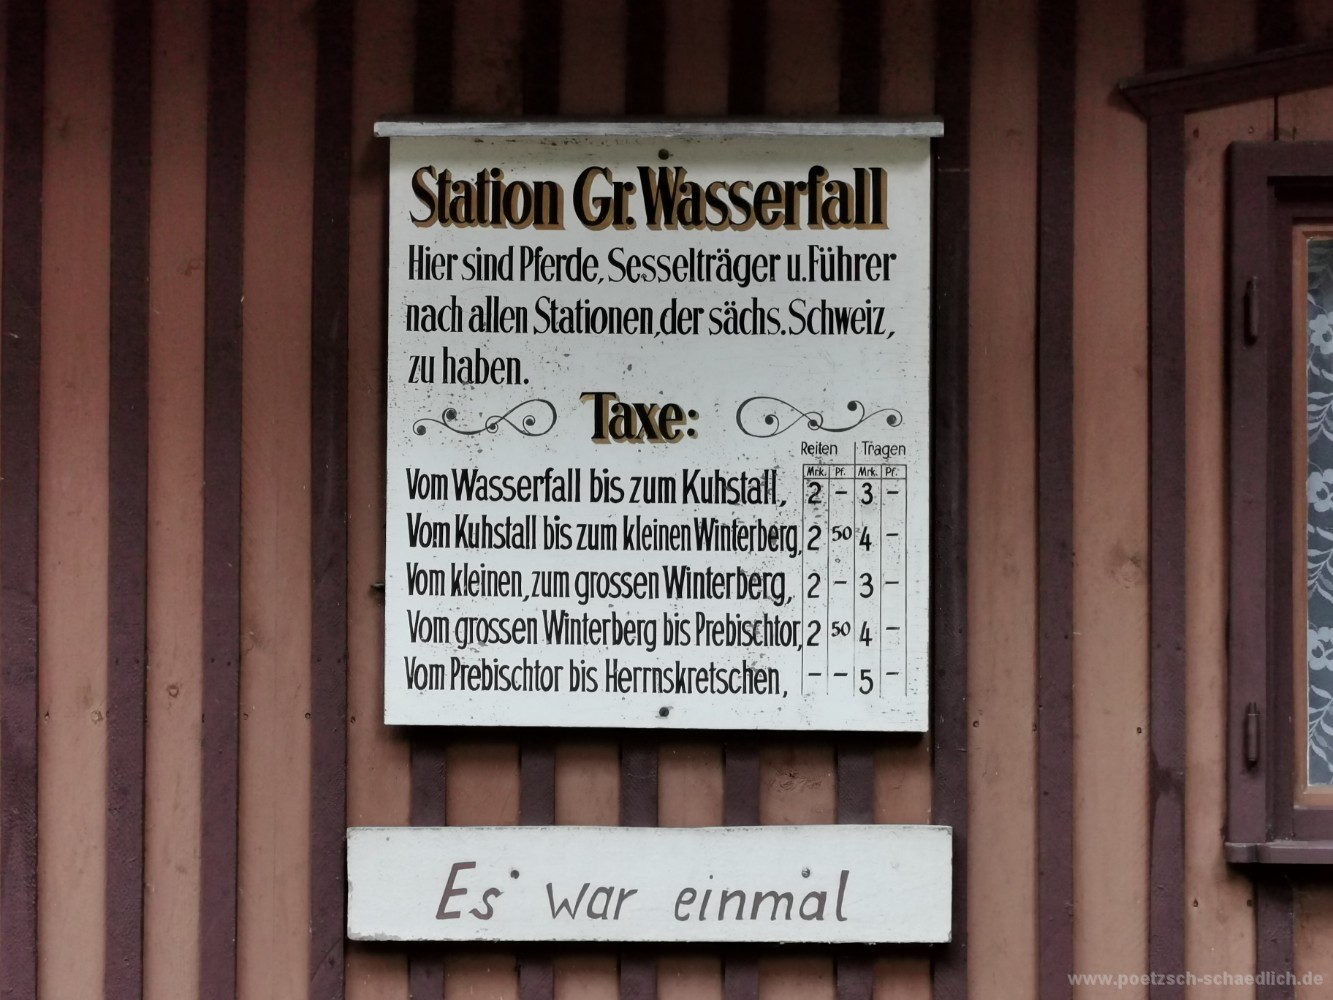 Station Gr. Wasserfall
Hier sind Pferde, Sesselträger u. Führer
nach allen Stationen, der sächs. Schweiz,
zu haben.
Taxe:
Reiten Tragen
Mrk. Pf. Mrk. Pf.
Vom Wasserfall bis zum Kuhstall, 2 – 3 –
Vom Kuhstall bis zum kleinen Winterberg, 2 50 4 –
Vom kleinen, zum grossen Winterberg, 2 – 3 –
Vom grossen Winterberg bis Prebischtor, 2 50 4 –
Vom Prebischtor bis Herrnskretschen, – – 5 –
Es war einmal
www.poetzsch-schaedlich.de